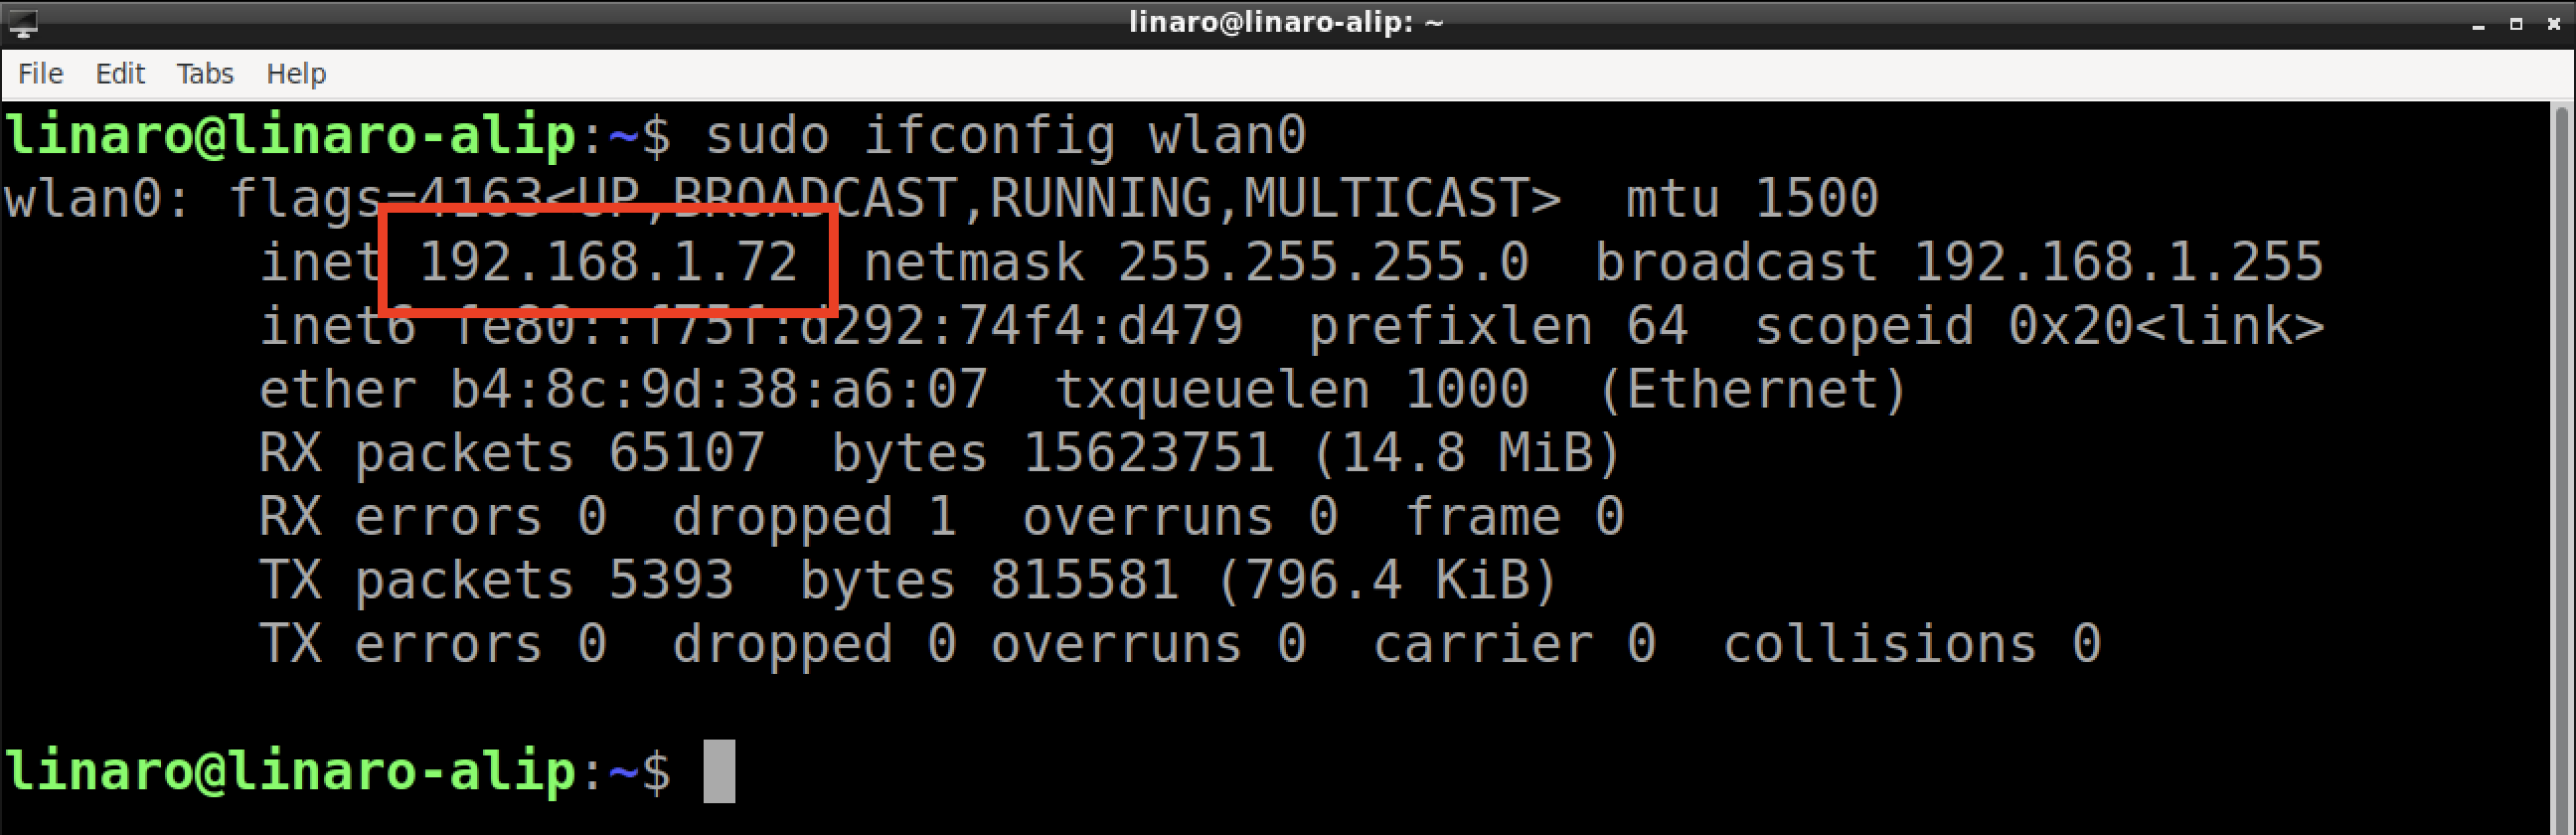 linaro@linaro-alip: ~
File Edit Tabs Help
linaro@linaro-alip:~$ sudo ifconfig wlan0
wlan0: flags=4163<UP,BROADCAST,RUNNING,MULTICAST>  mtu 1500
        inet 192.168.1.72  netmask 255.255.255.0  broadcast 192.168.1.255
        inet6 fe80::f75f:d292:74f4:d479  prefixlen 64  scopeid 0x20<link>
        ether b4:8c:9d:38:a6:07  txqueuelen 1000  (Ethernet)
        RX packets 65107  bytes 15623751 (14.8 MiB)
        RX errors 0  dropped 1  overruns 0  frame 0
        TX packets 5393  bytes 815581 (796.4 KiB)
        TX errors 0  dropped 0 overruns 0  carrier 0  collisions 0
linaro@linaro-alip:~$